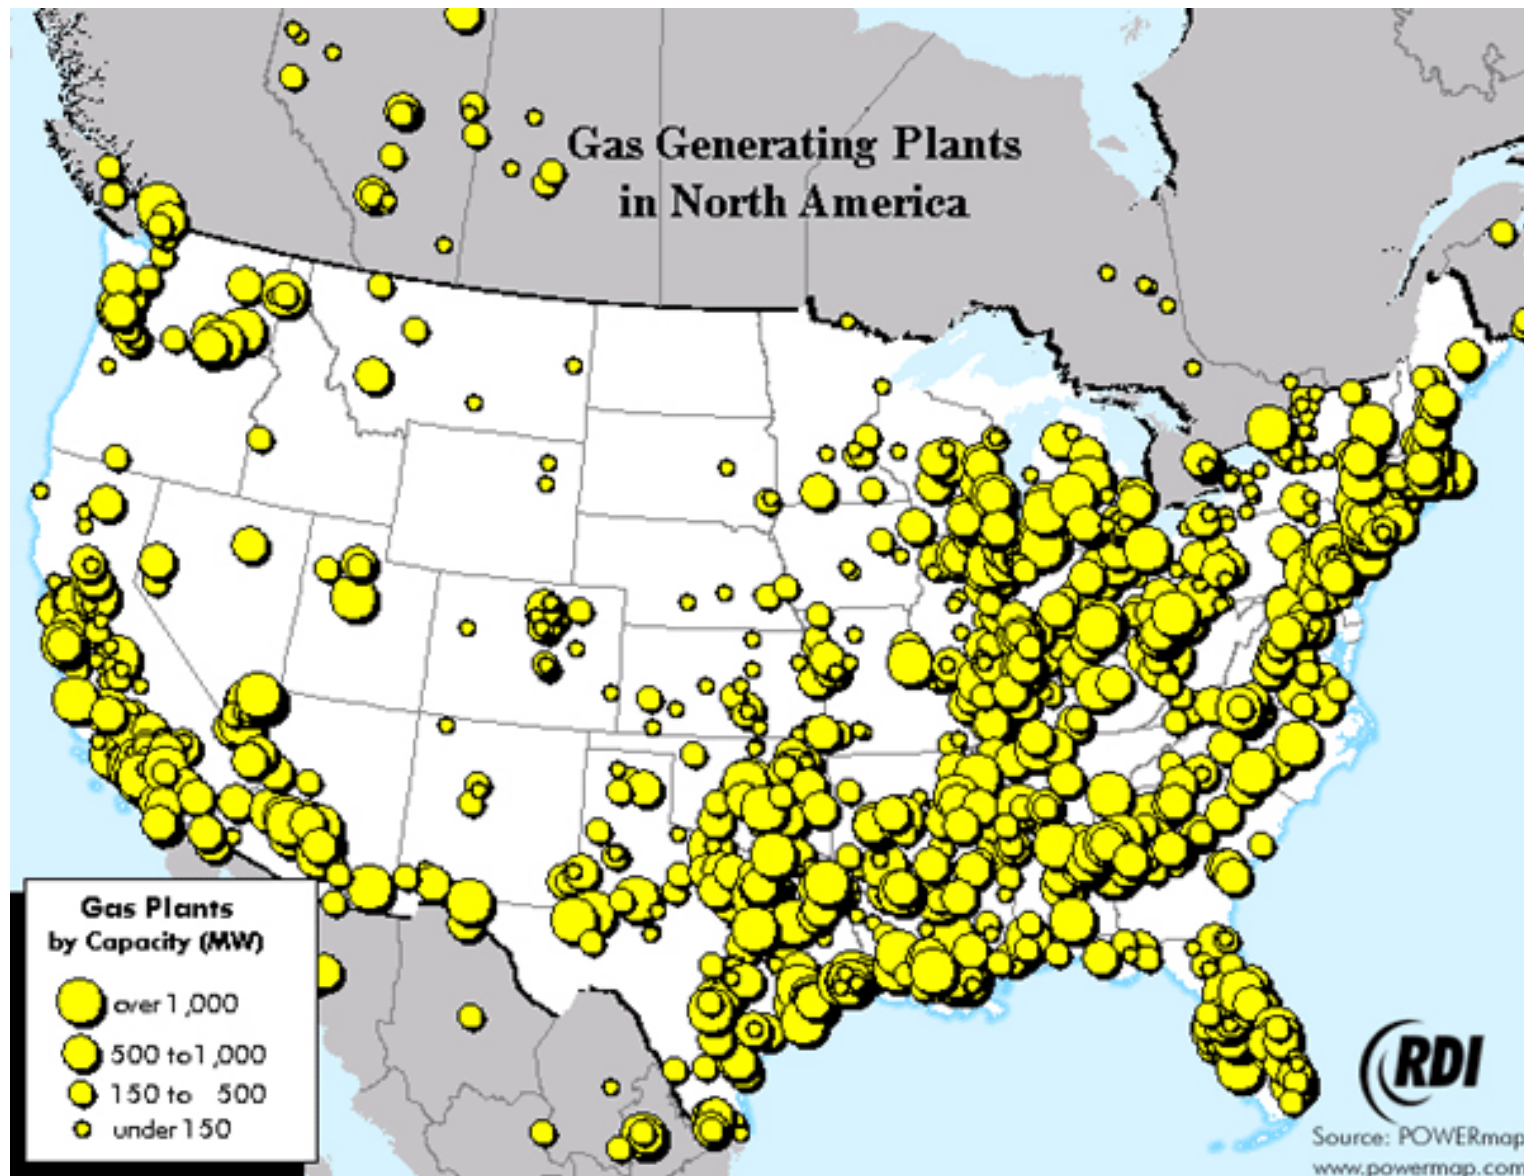 Gas Generating Plants
in North America
Gas Plants
by Capacity (MW)
over 1,000
500 to 1,000
150 to 500
under 150
RDI
Source: POWERmap
www.powermap.com